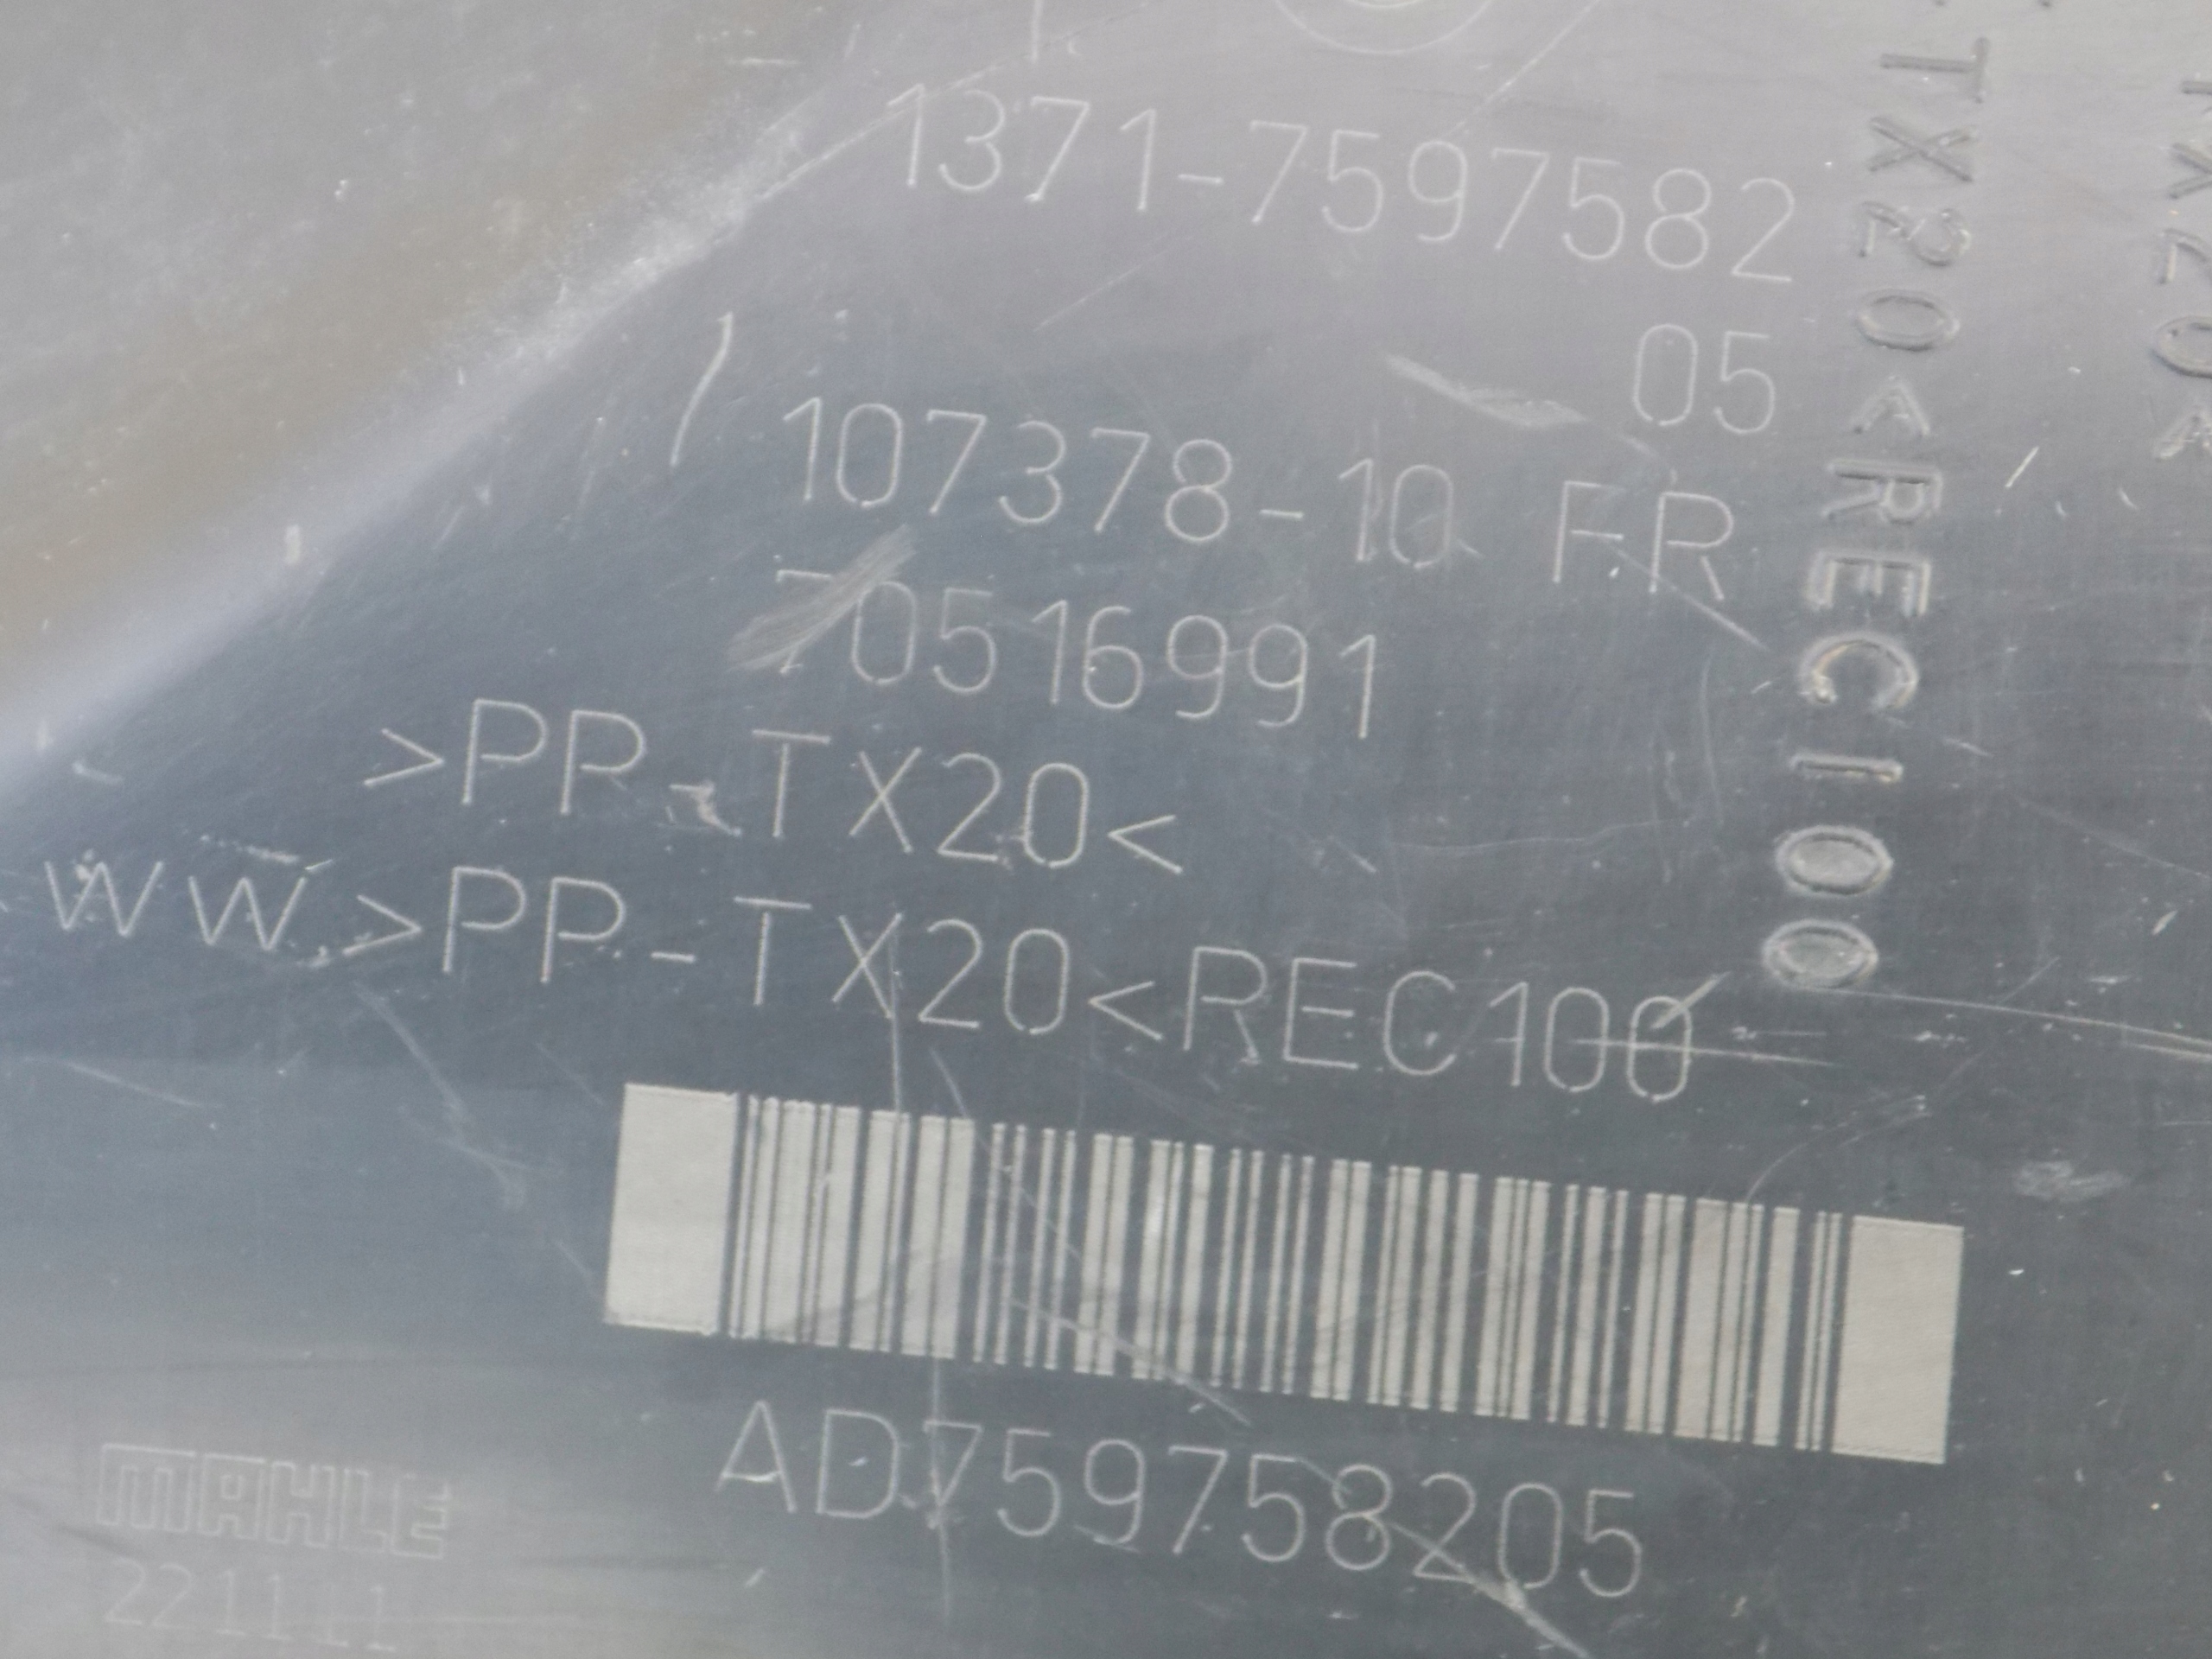 1371-7597582
05
107378-10 FR
70516991
>PP-TX20<
WW >PP-TX20<REC100
AD759758205
MAHLE
221111
TX20<REC100